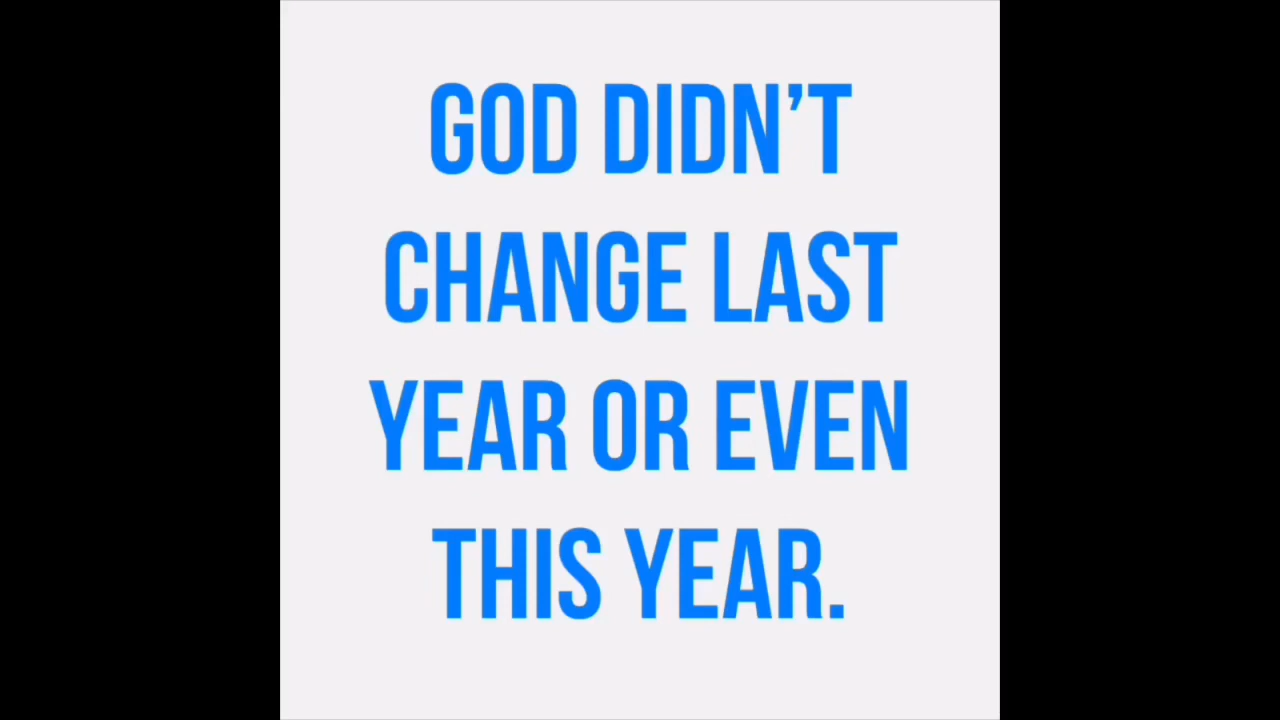 GOD DIDN’T
CHANGE LAST
YEAR OR EVEN
THIS YEAR.